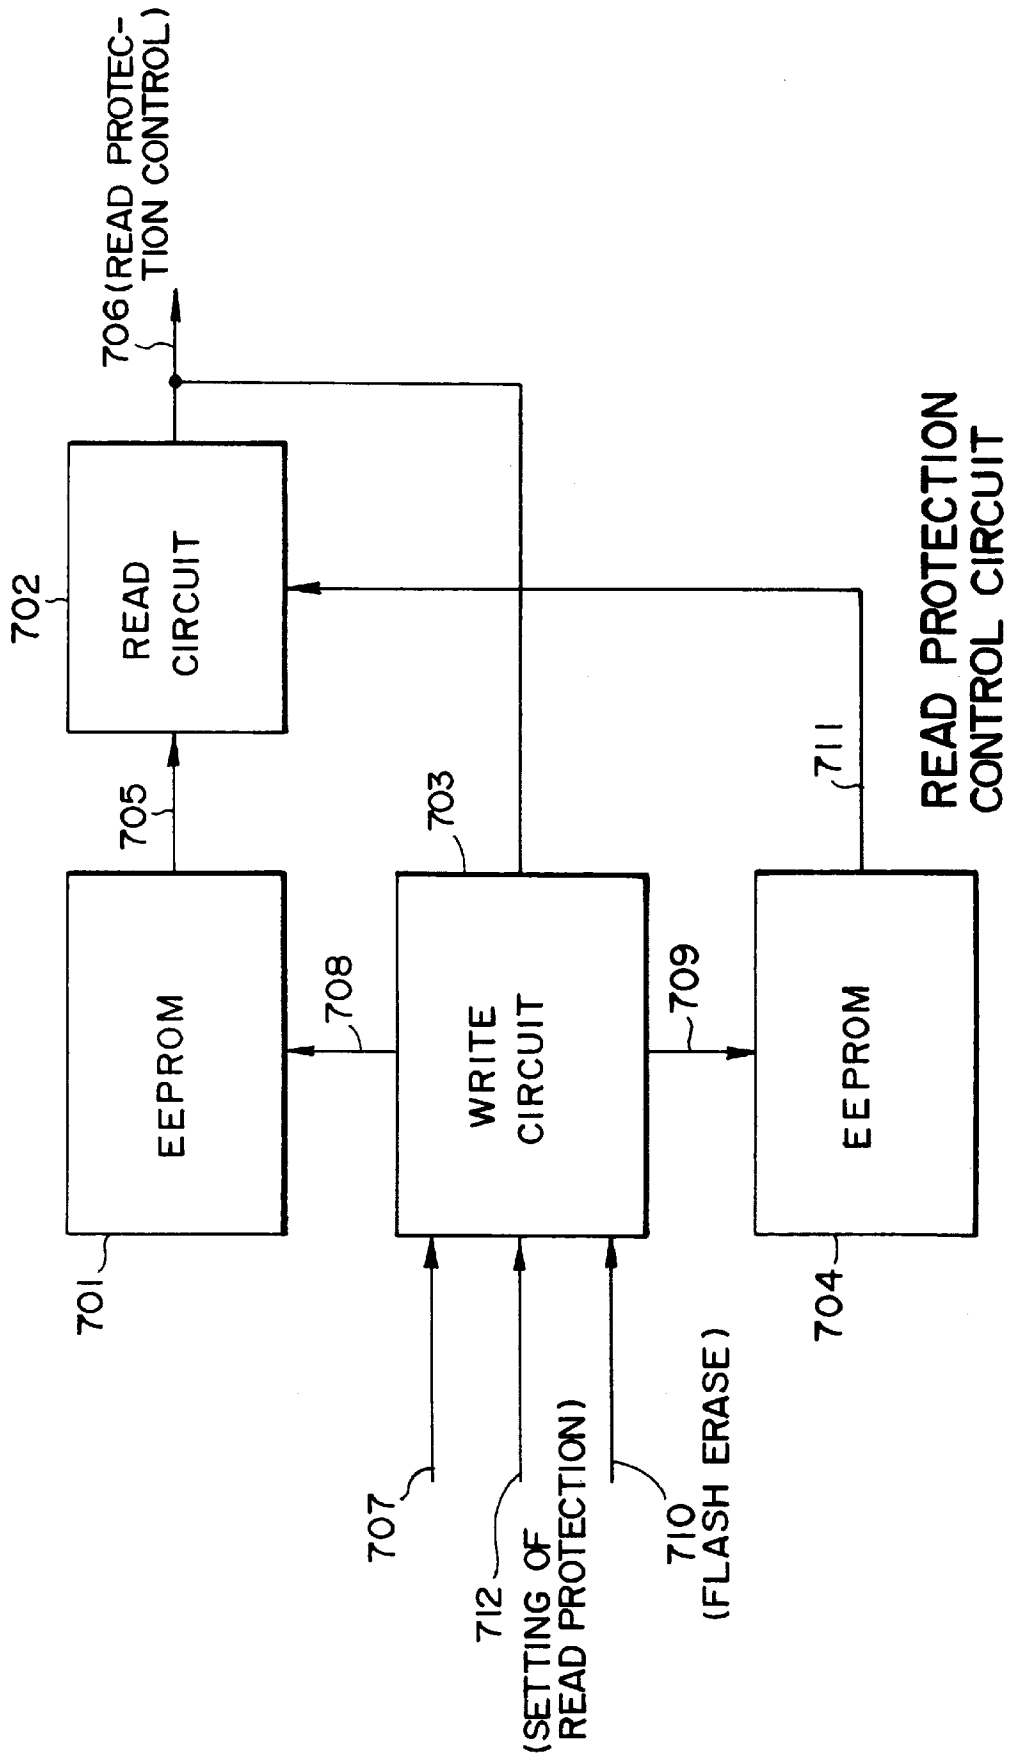 706 (READ PROTEC-
TION CONTROL)
702
READ
CIRCUIT
705
701
EEPROM
708
703
WRITE
CIRCUIT
709
707
712
(SETTING OF
READ PROTECTION)
710
(FLASH ERASE)
704
EEPROM
711
READ PROTECTION
CONTROL CIRCUIT